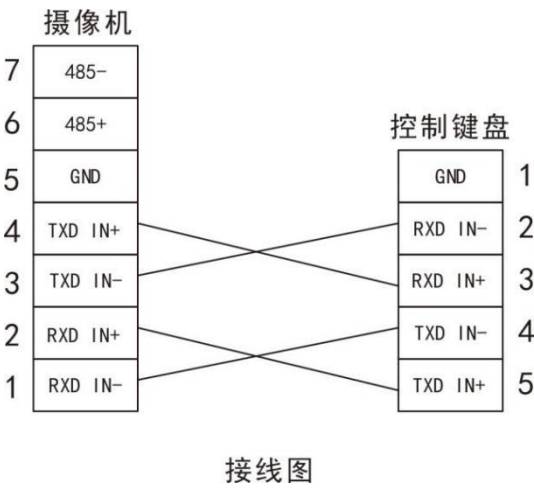 摄像机
7 485-
6 485+
5 GND
4 TXD IN+
3 TXD IN-
2 RXD IN+
1 RXD IN-
控制键盘
GND 1
RXD IN- 2
RXD IN+ 3
TXD IN- 4
TXD IN+ 5
接线图